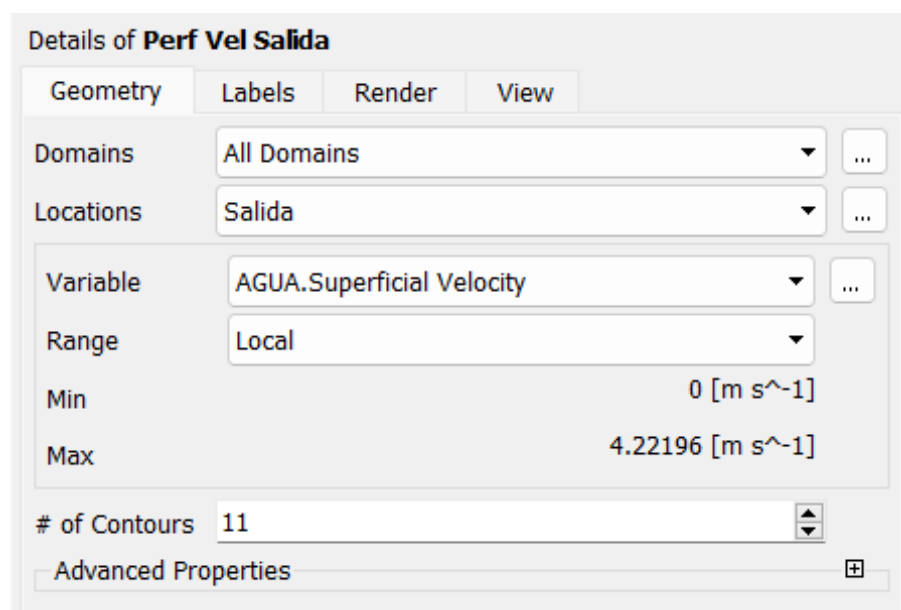 Details of Perf Vel Salida
Geometry Labels Render View
Domains All Domains ...
Locations Salida ...
Variable AGUA.Superficial Velocity ...
Range Local
Min 0 [m s^-1]
Max 4.22196 [m s^-1]
# of Contours 11
Advanced Properties